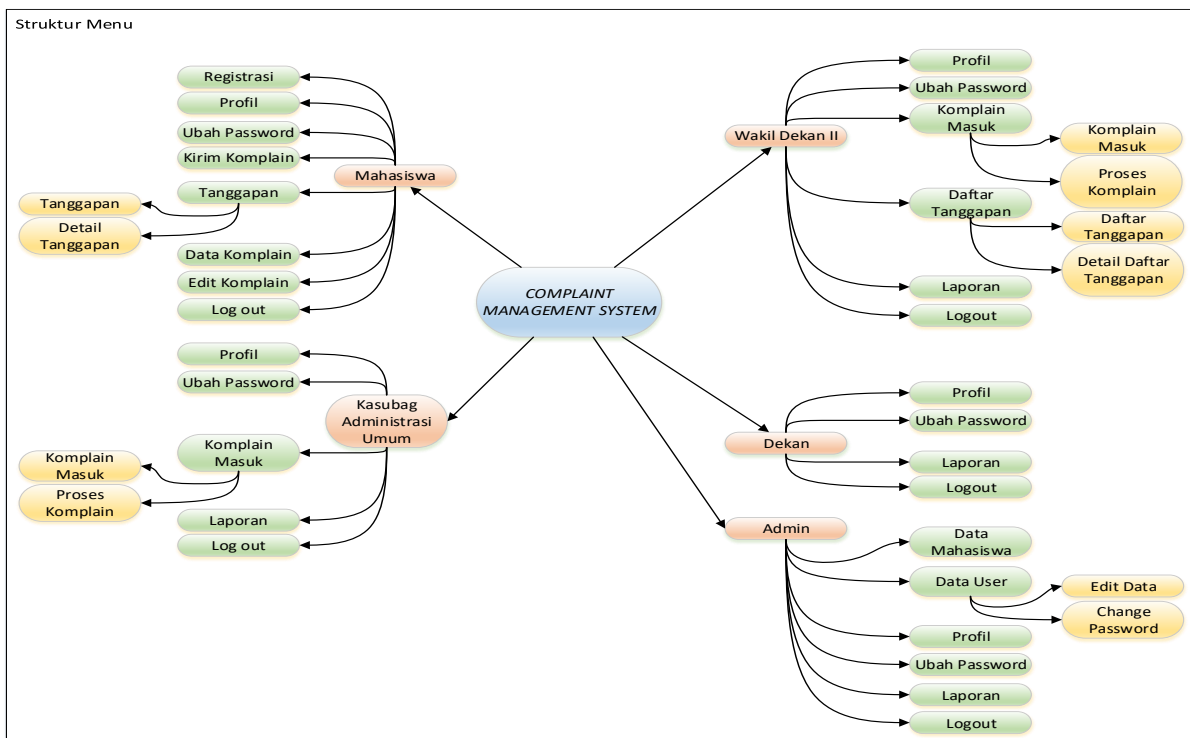 Struktur Menu
Registrasi
Profil
Ubah Password
Kirim Komplain
Mahasiswa
Tanggapan
Tanggapan
Detail
Tanggapan
Data Komplain
Edit Komplain
Log out
COMPLAINT
MANAGEMENT SYSTEM
Profil
Ubah Password
Kasubag
Administrasi
Umum
Komplain
Masuk
Komplain
Masuk
Proses
Komplain
Laporan
Log out
Wakil Dekan II
Profil
Ubah Password
Komplain
Masuk
Komplain
Masuk
Proses
Komplain
Daftar
Tanggapan
Daftar
Tanggapan
Detail Daftar
Tanggapan
Laporan
Logout
Dekan
Profil
Ubah Password
Laporan
Logout
Admin
Data
Mahasiswa
Data User
Edit Data
Change
Password
Profil
Ubah Password
Laporan
Logout